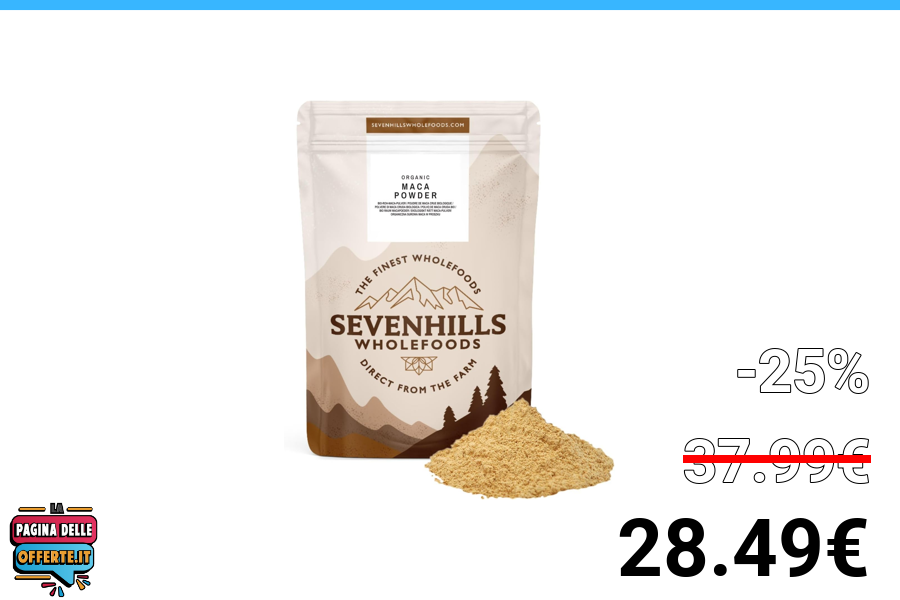 SEVENHILLSWHOLEFOODS.COM
ORGANIC
MACA
POWDER
THE FINEST WHOLEFOODS
SEVENHILLS
WHOLEFOODS
DIRECT FROM THE FARM
-25%
37.99€
28.49€
LA
PAGINA DELLE
OFFERTE.IT